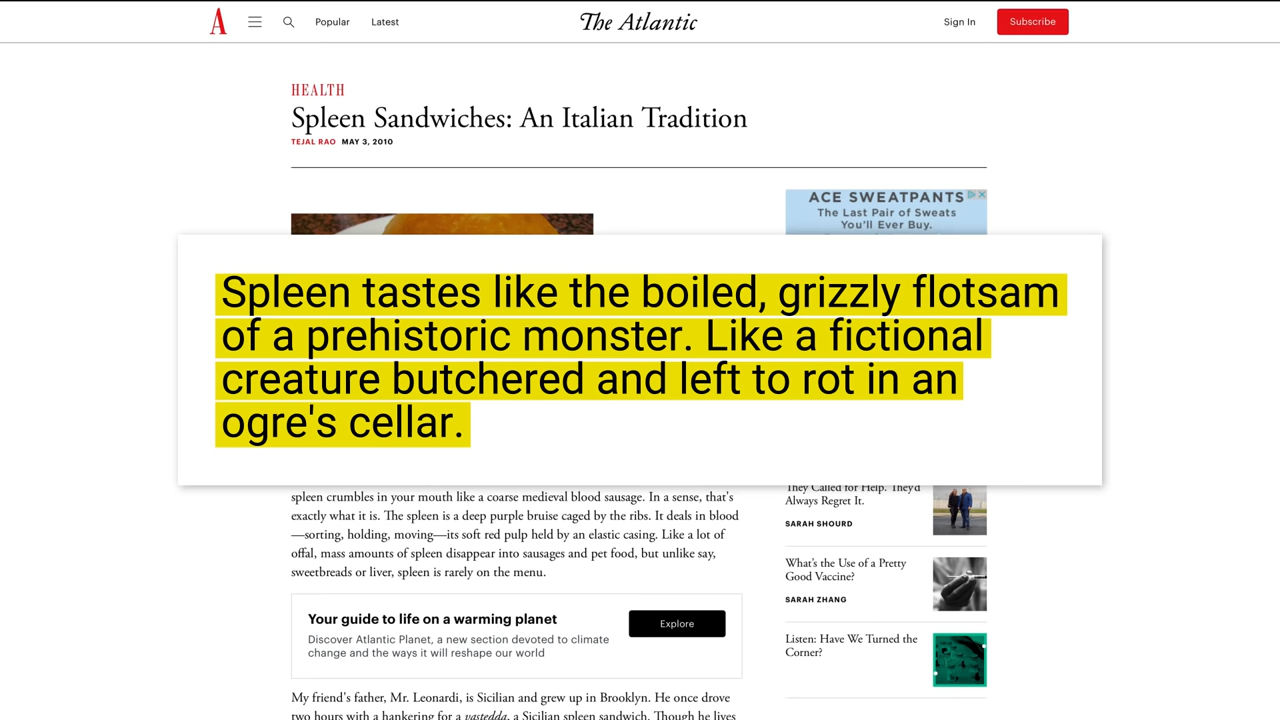 A
Popular
Latest
The Atlantic
Sign In
Subscribe
HEALTH
Spleen Sandwiches: An Italian Tradition
TEJAL RAO MAY 3, 2010
ACE SWEATPANTS
The Last Pair of Sweats
You'll Ever Buy.
Spleen tastes like the boiled, grizzly flotsam
of a prehistoric monster. Like a fictional
creature butchered and left to rot in an
ogre's cellar.
spleen crumbles in your mouth like a coarse medieval blood sausage. In a sense, that's
exactly what it is. The spleen is a deep purple bruise caged by the ribs. It deals in blood
—sorting, holding, moving—its soft red pulp held by an elastic casing. Like a lot of
offal, mass amounts of spleen disappear into sausages and pet food, but unlike say,
sweetbreads or liver, spleen is rarely on the menu.
Your guide to life on a warming planet
Discover Atlantic Planet, a new section devoted to climate
change and the ways it will reshape our world
Explore
My friend's father, Mr. Leonardi, is Sicilian and grew up in Brooklyn. He once drove
two hours with a hankering for a vastedda, a Sicilian spleen sandwich. Though he lives
They Called for Help. They'd
Always Regret It.
SARAH SHOURD
What's the Use of a Pretty
Good Vaccine?
SARAH ZHANG
Listen: Have We Turned the
Corner?